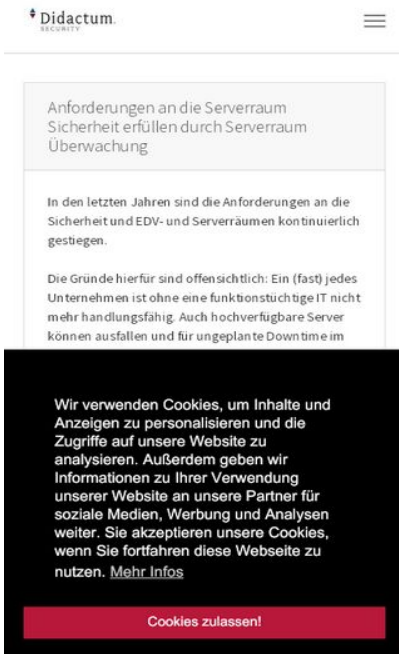 Didactum
SECURITY
Anforderungen an die Serverraum
Sicherheit erfüllen durch Serverraum
Überwachung
In den letzten Jahren sind die Anforderungen an die
Sicherheit und EDV- und Serverräumen kontinuierlich
gestiegen.
Die Gründe hierfür sind offensichtlich: Ein (fast) jedes
Unternehmen ist ohne eine funktionstüchtige IT nicht
mehr handlungsfähig. Auch hochverfügbare Server
können ausfallen und für ungeplante Downtime im
Wir verwenden Cookies, um Inhalte und
Anzeigen zu personalisieren und die
Zugriffe auf unsere Website zu
analysieren. Außerdem geben wir
Informationen zu Ihrer Verwendung
unserer Website an unsere Partner für
soziale Medien, Werbung und Analysen
weiter. Sie akzeptieren unsere Cookies,
wenn Sie fortfahren diese Webseite zu
nutzen. Mehr Infos
Cookies zulassen!